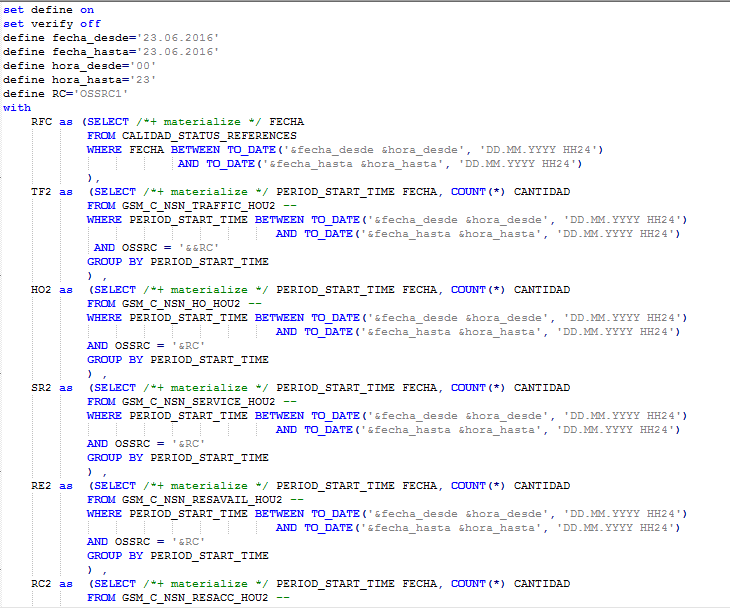 set define on
set verify off
define fecha_desde='23.06.2016'
define fecha_hasta='23.06.2016'
define hora_desde='00'
define hora_hasta='23'
define RC='OSSRC1'
with
    RFC as (SELECT /*+ materialize */ FECHA
            FROM CALIDAD_STATUS_REFERENCES
            WHERE FECHA BETWEEN TO_DATE('&fecha_desde &hora_desde', 'DD.MM.YYYY HH24')
                         AND TO_DATE('&fecha_hasta &hora_hasta', 'DD.MM.YYYY HH24')
            ),
    TF2 as  (SELECT /*+ materialize */ PERIOD_START_TIME FECHA, COUNT(*) CANTIDAD
            FROM GSM_C_NSN_TRAFFIC_HOU2 --
            WHERE PERIOD_START_TIME BETWEEN TO_DATE('&fecha_desde &hora_desde', 'DD.MM.YYYY HH24')
                                       AND TO_DATE('&fecha_hasta &hora_hasta', 'DD.MM.YYYY HH24')
             AND OSSRC = '&&RC'
            GROUP BY PERIOD_START_TIME
            ) ,
    HO2 as  (SELECT /*+ materialize */ PERIOD_START_TIME FECHA, COUNT(*) CANTIDAD
            FROM GSM_C_NSN_HO_HOU2 --
            WHERE PERIOD_START_TIME BETWEEN TO_DATE('&fecha_desde &hora_desde', 'DD.MM.YYYY HH24')
                                       AND TO_DATE('&fecha_hasta &hora_hasta', 'DD.MM.YYYY HH24')
            AND OSSRC = '&RC'
            GROUP BY PERIOD_START_TIME
            ) ,
    SR2 as  (SELECT /*+ materialize */ PERIOD_START_TIME FECHA, COUNT(*) CANTIDAD
            FROM GSM_C_NSN_SERVICE_HOU2 --
            WHERE PERIOD_START_TIME BETWEEN TO_DATE('&fecha_desde &hora_desde', 'DD.MM.YYYY HH24')
                                       AND TO_DATE('&fecha_hasta &hora_hasta', 'DD.MM.YYYY HH24')
            AND OSSRC = '&RC'
            GROUP BY PERIOD_START_TIME
            ) ,
    RE2 as  (SELECT /*+ materialize */ PERIOD_START_TIME FECHA, COUNT(*) CANTIDAD
            FROM GSM_C_NSN_RESAVAIL_HOU2 --
            WHERE PERIOD_START_TIME BETWEEN TO_DATE('&fecha_desde &hora_desde', 'DD.MM.YYYY HH24')
                                       AND TO_DATE('&fecha_hasta &hora_hasta', 'DD.MM.YYYY HH24')
            AND OSSRC = '&RC'
            GROUP BY PERIOD_START_TIME
            ) ,
    RC2 as  (SELECT /*+ materialize */ PERIOD_START_TIME FECHA, COUNT(*) CANTIDAD
            FROM GSM_C_NSN_RESACC_HOU2 --